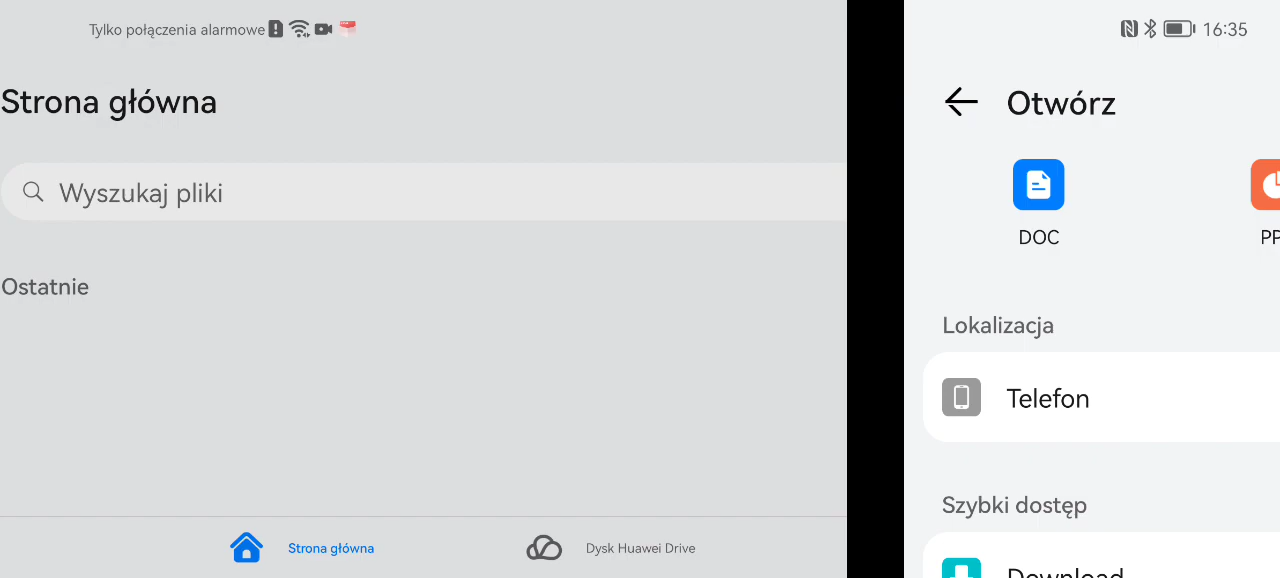 Tylko połączenia alarmowe
16:35
Strona główna
Otwórz
Wyszukaj pliki
DOC
Ostatnie
Lokalizacja
Telefon
Szybki dostęp
Download
Strona główna
Dysk Huawei Drive